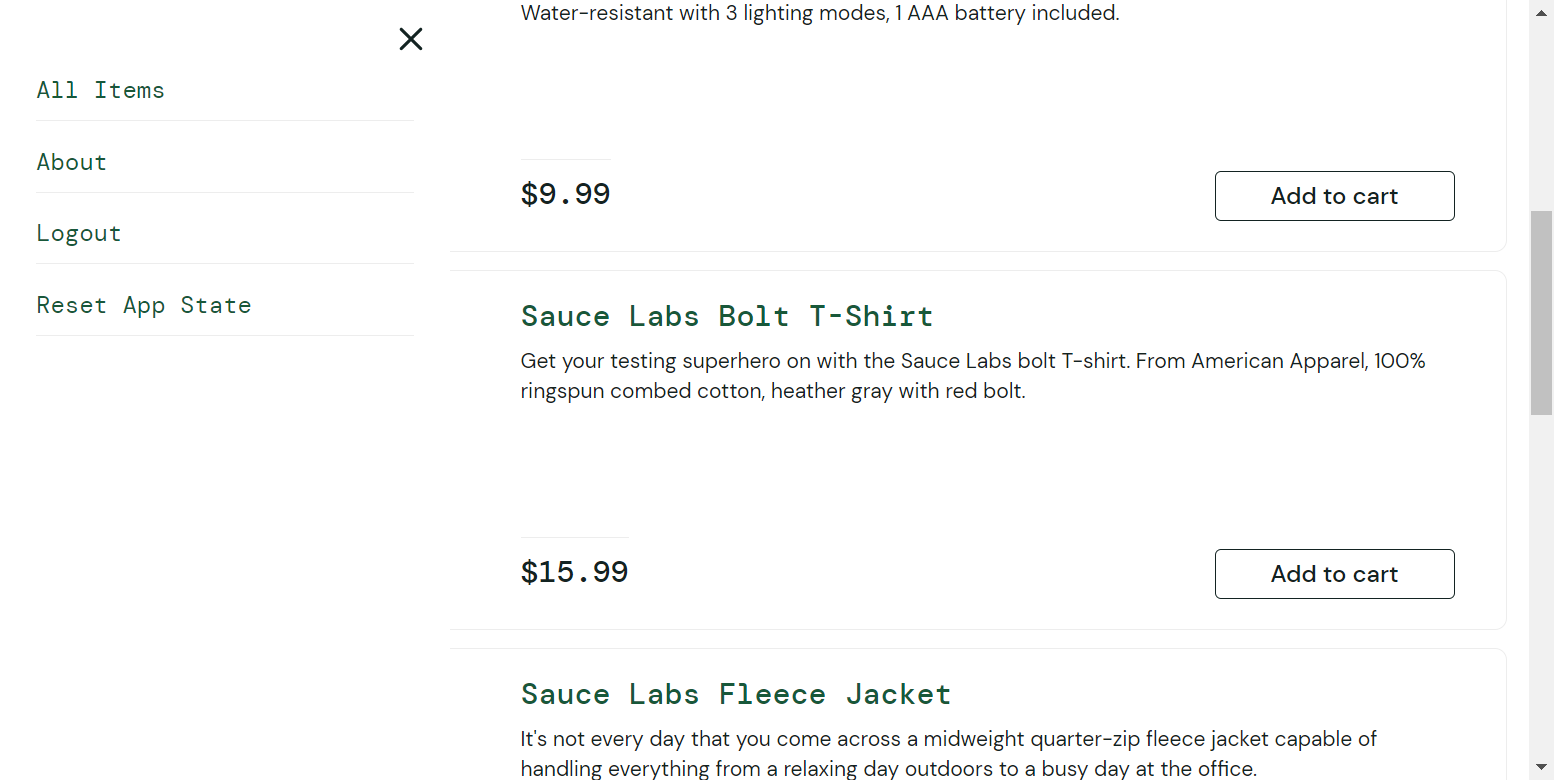 All Items
About
Logout
Reset App State
Water-resistant with 3 lighting modes, 1 AAA battery included.
$9.99
Add to cart
Sauce Labs Bolt T-Shirt
Get your testing superhero on with the Sauce Labs bolt T-shirt. From American Apparel, 100%
ringspun combed cotton, heather gray with red bolt.
$15.99
Add to cart
Sauce Labs Fleece Jacket
It's not every day that you come across a midweight quarter-zip fleece jacket capable of
handling everything from a relaxing day outdoors to a busy day at the office.